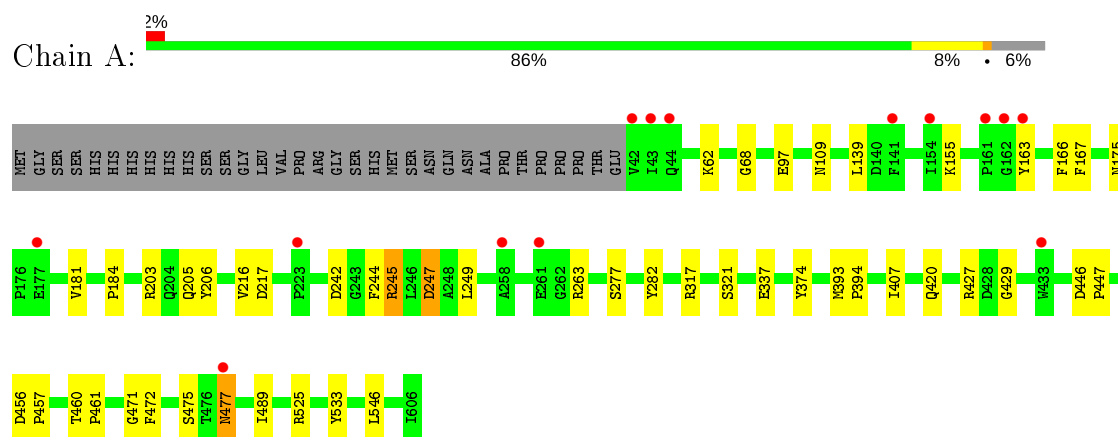 2%
Chain A:
86% 8% • 6%
MET GLY SER SER HIS HIS HIS HIS HIS HIS SER SER GLY LEU VAL PRO ARG GLY SER HIS MET SER ASN GLN ASN ALA PRO THR PRO PRO PRO PRO THR GLU V42 I43 Q44 K62 G68 E97 N109 L139 D140 F141 I154 K155 P161 G162 Y163 F166 F167 N175
P176 E177 V181 P184 R203 Q204 Q205 Y206 V216 D217 P223 D242 G243 F244 R245 L246 D247 A248 L249 A258 E261 G262 R263 S277 Y282 R317 S321 E337 Y374 M393 P394 I407 Q420 R427 D428 G429 W433 D446 P447
D456 P457 T460 P461 G471 F472 S475 T476 N477 I489 R525 Y533 L546 I606